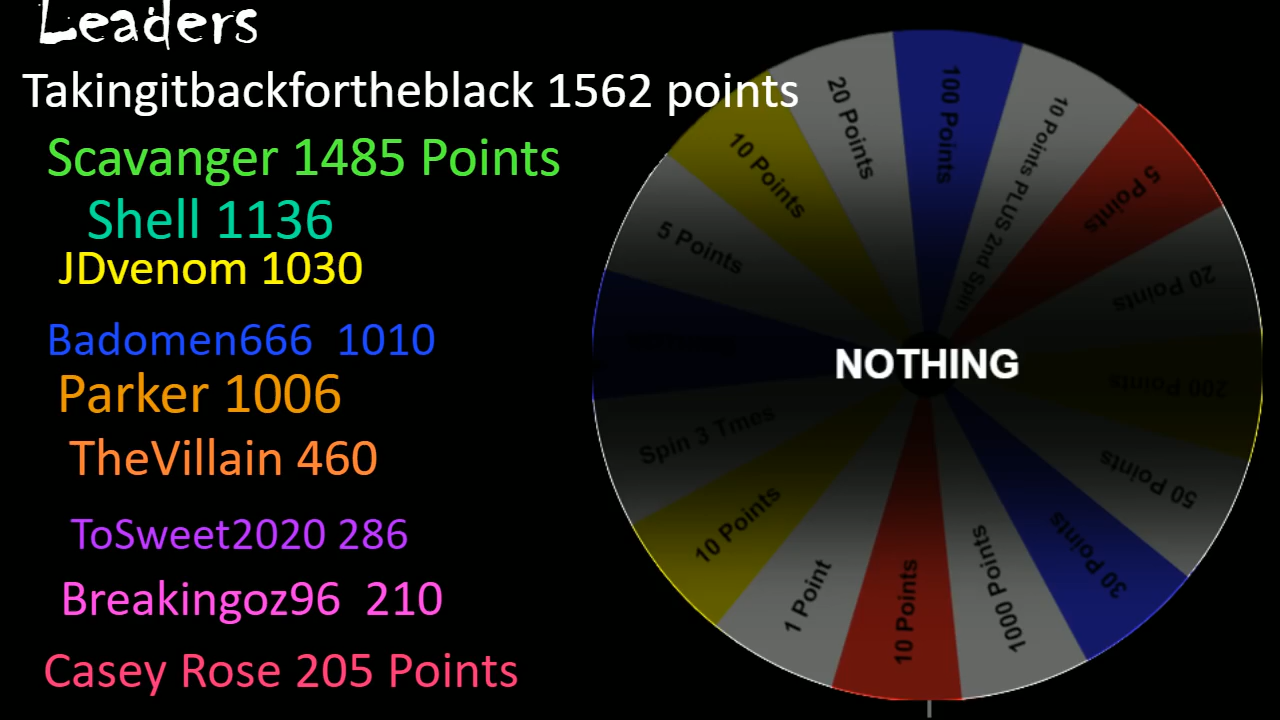 Leaders
Takingitbackfortheblack 1562 points
Scavanger 1485 Points
Shell 1136
JDvenom 1030
Badomen666 1010
Parker 1006
TheVillain 460
ToSweet2020 286
Breakingoz96 210
Casey Rose 205 Points
NOTHING
100 Points
10 Points PLUS 2nd Spin
5 Points
20 Points
200 Points
50 Points
30 Points
1000 Points
10 Points
1 Point
10 Points
Spin 3 Tmes
5 Points
10 Points
20 Points